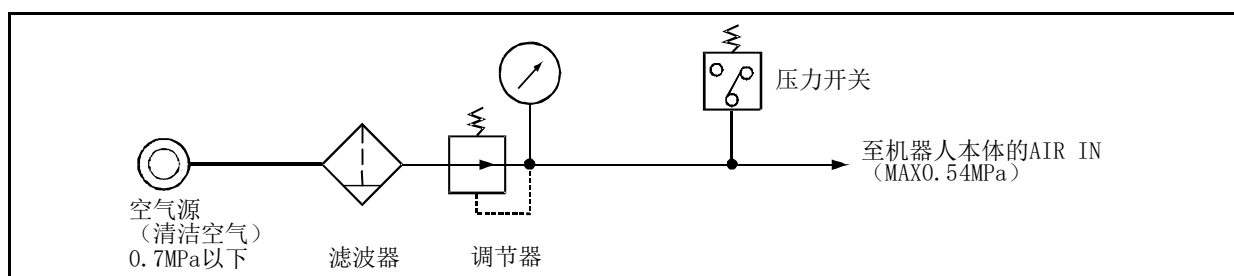 压力开关
至机器人本体的AIR IN
（MAX0.54MPa）
空气源
（清洁空气）
0.7MPa以下
滤波器
调节器